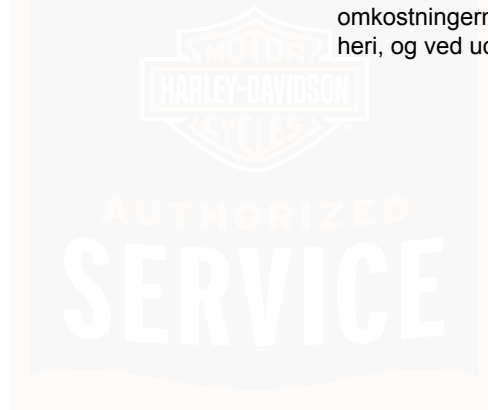 omkostningern
heri, og ved ud
MOTOR
HARLEY-DAVIDSON
CYCLES
AUTHORIZED
SERVICE